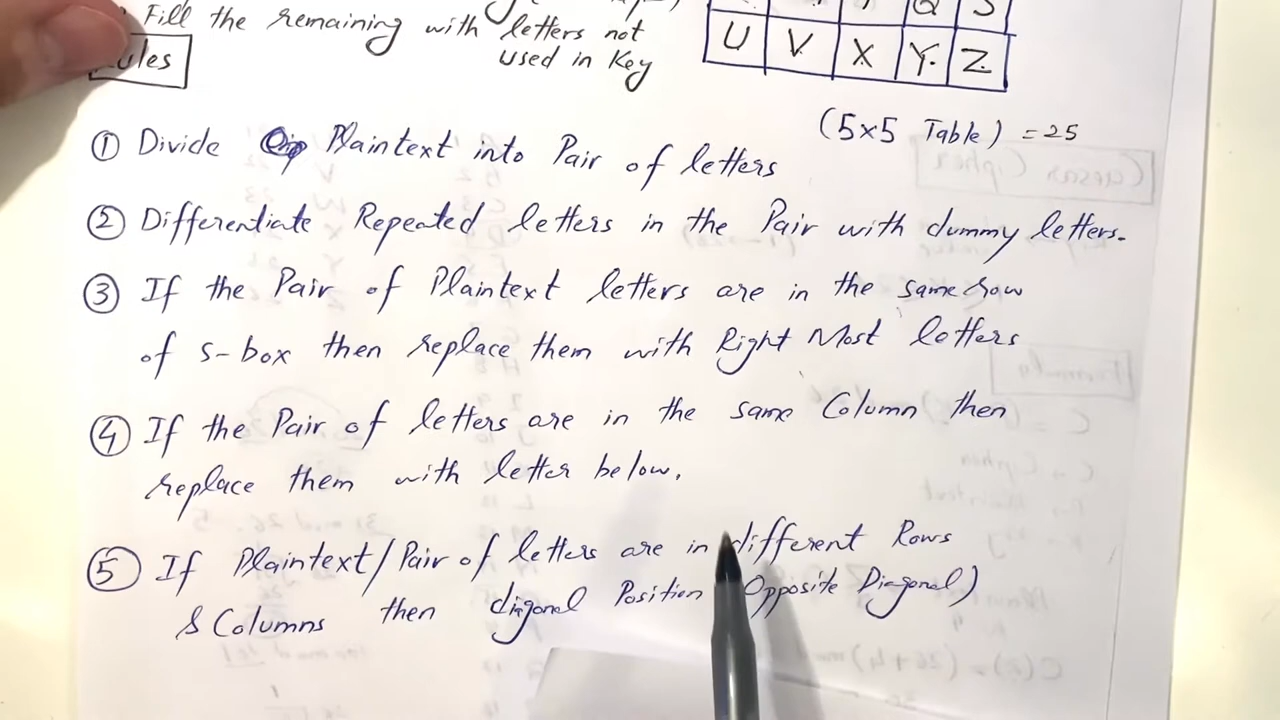 Fill the remaining with letters not
used in Key
Q S
U V X Y Z
Rules
(5x5 Table) = 25
① Divide Plaintext into Pair of letters
② Differentiate Repeated letters in the Pair with dummy letters.
③ If the Pair of Plaintext letters are in the same row
of S-box then replace them with Right Most letters
④ If the Pair of letters are in the same Column then
replace them with letter below.
⑤ If Plaintext/Pair of letters are in different Rows
& Columns then digonal Position (Opposite Diagonal)